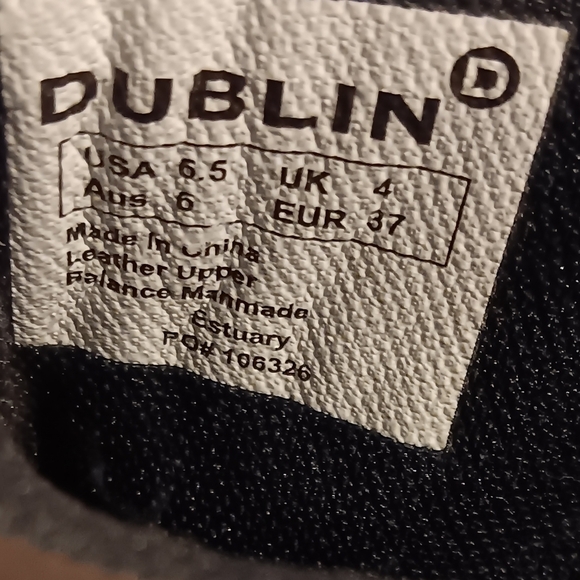 DUBLIN D
USA 6.5 UK 4
Aus 6 EUR 37
Made In China
Leather Upper
Balance Manmade
Estuary
PO# 106326